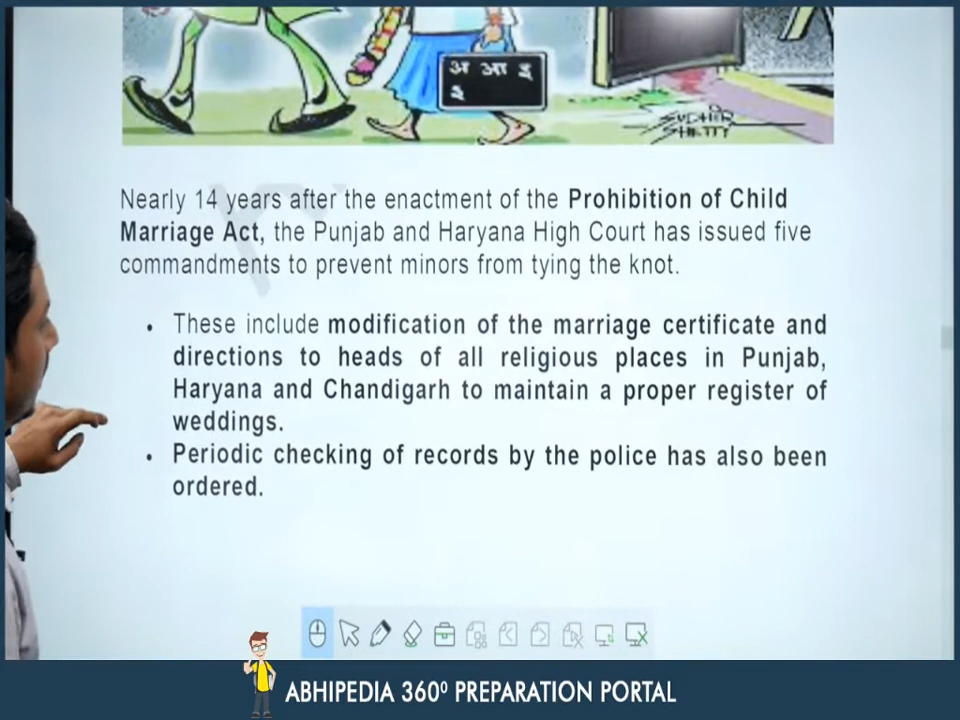 अ आ इ
SUDHIR
SHETTY
Nearly 14 years after the enactment of the Prohibition of Child
Marriage Act, the Punjab and Haryana High Court has issued five
commandments to prevent minors from tying the knot.
• These include modification of the marriage certificate and
directions to heads of all religious places in Punjab,
Haryana and Chandigarh to maintain a proper register of
weddings.
• Periodic checking of records by the police has also been
ordered.
ABHIPEDIA 360⁰ PREPARATION PORTAL